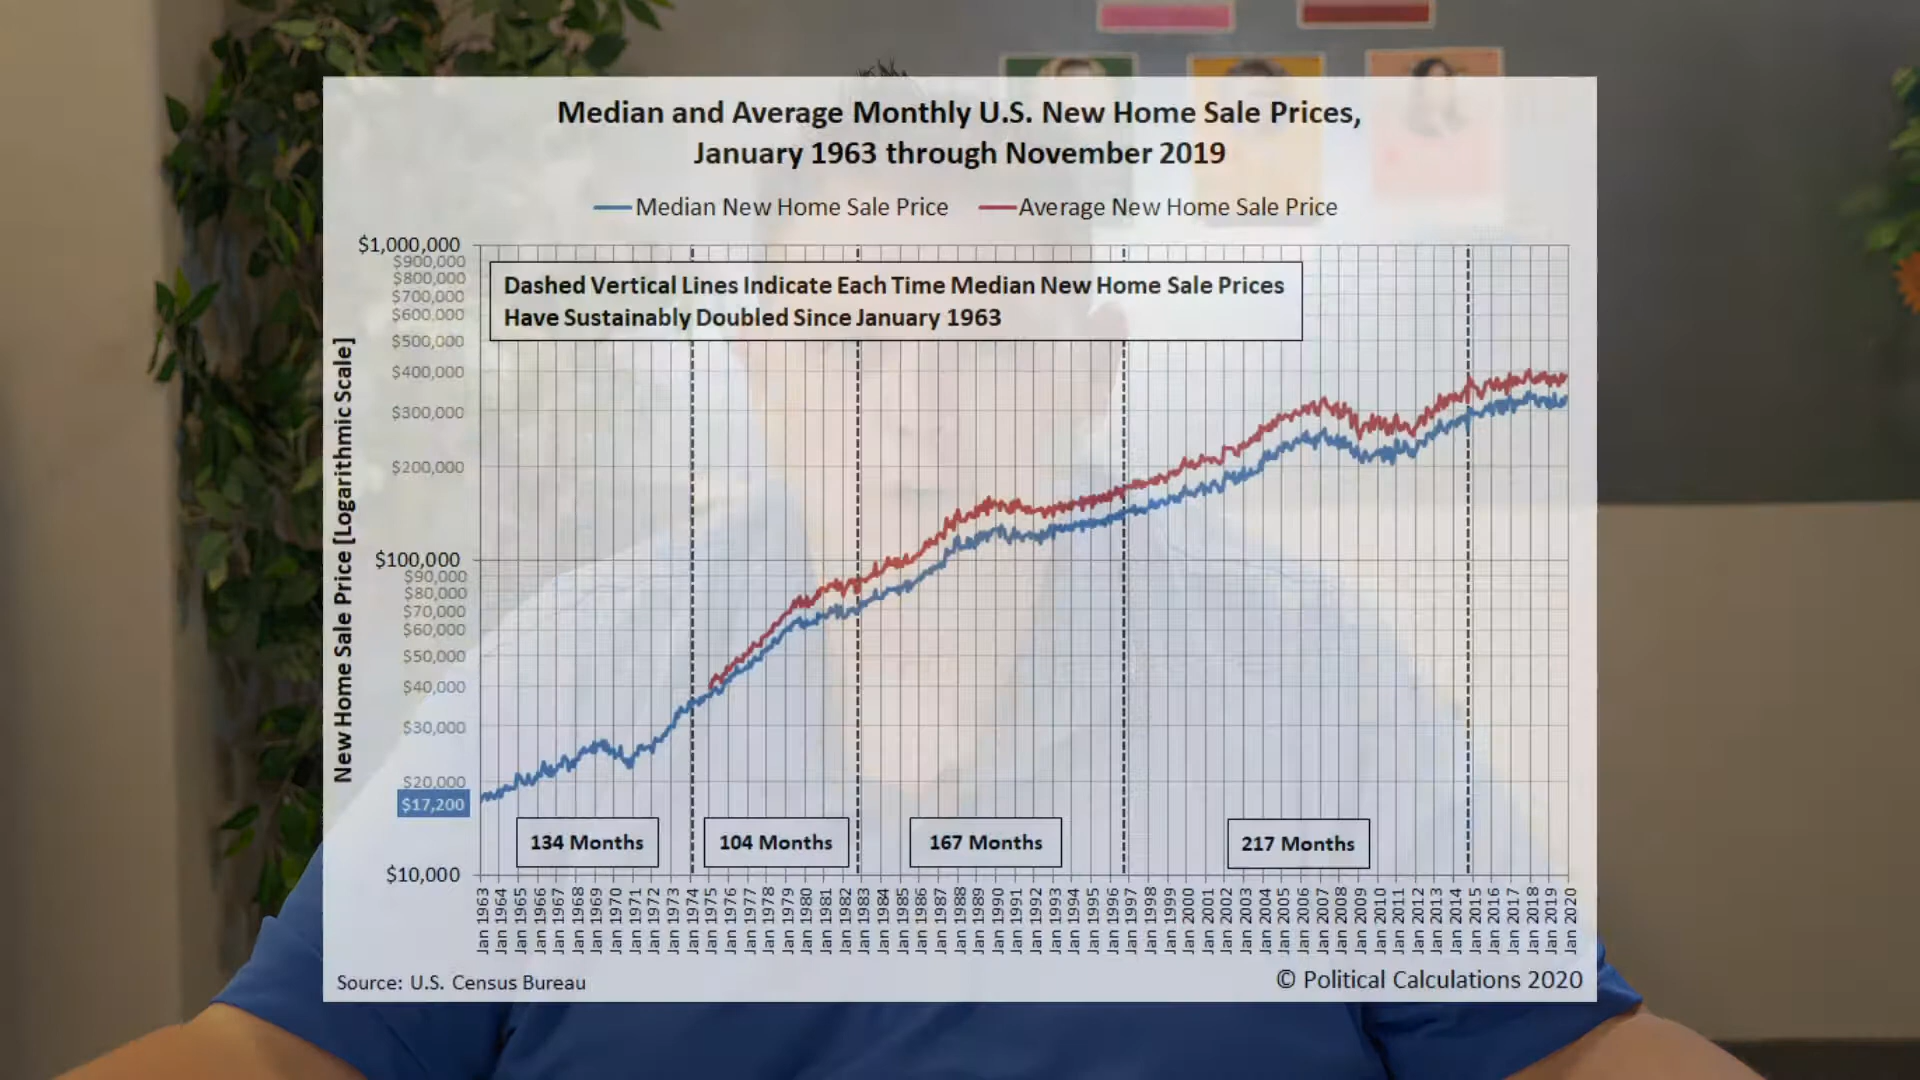 Median and Average Monthly U.S. New Home Sale Prices,
January 1963 through November 2019
Median New Home Sale Price
Average New Home Sale Price
$1,000,000
$900,000
$800,000
$700,000
$600,000
$500,000
$400,000
$300,000
$200,000
$100,000
$90,000
$80,000
$70,000
$60,000
$50,000
$40,000
$30,000
$20,000
$17,200
$10,000
New Home Sale Price [Logarithmic Scale]
Dashed Vertical Lines Indicate Each Time Median New Home Sale Prices
Have Sustainably Doubled Since January 1963
134 Months
104 Months
167 Months
217 Months
Jan 1963
Jan 1964
Jan 1965
Jan 1966
Jan 1967
Jan 1968
Jan 1969
Jan 1970
Jan 1971
Jan 1972
Jan 1973
Jan 1974
Jan 1975
Jan 1976
Jan 1977
Jan 1978
Jan 1979
Jan 1980
Jan 1981
Jan 1982
Jan 1983
Jan 1984
Jan 1985
Jan 1986
Jan 1987
Jan 1988
Jan 1989
Jan 1990
Jan 1991
Jan 1992
Jan 1993
Jan 1994
Jan 1995
Jan 1996
Jan 1997
Jan 1998
Jan 1999
Jan 2000
Jan 2001
Jan 2002
Jan 2003
Jan 2004
Jan 2005
Jan 2006
Jan 2007
Jan 2008
Jan 2009
Jan 2010
Jan 2011
Jan 2012
Jan 2013
Jan 2014
Jan 2015
Jan 2016
Jan 2017
Jan 2018
Jan 2019
Jan 2020
Source: U.S. Census Bureau
© Political Calculations 2020